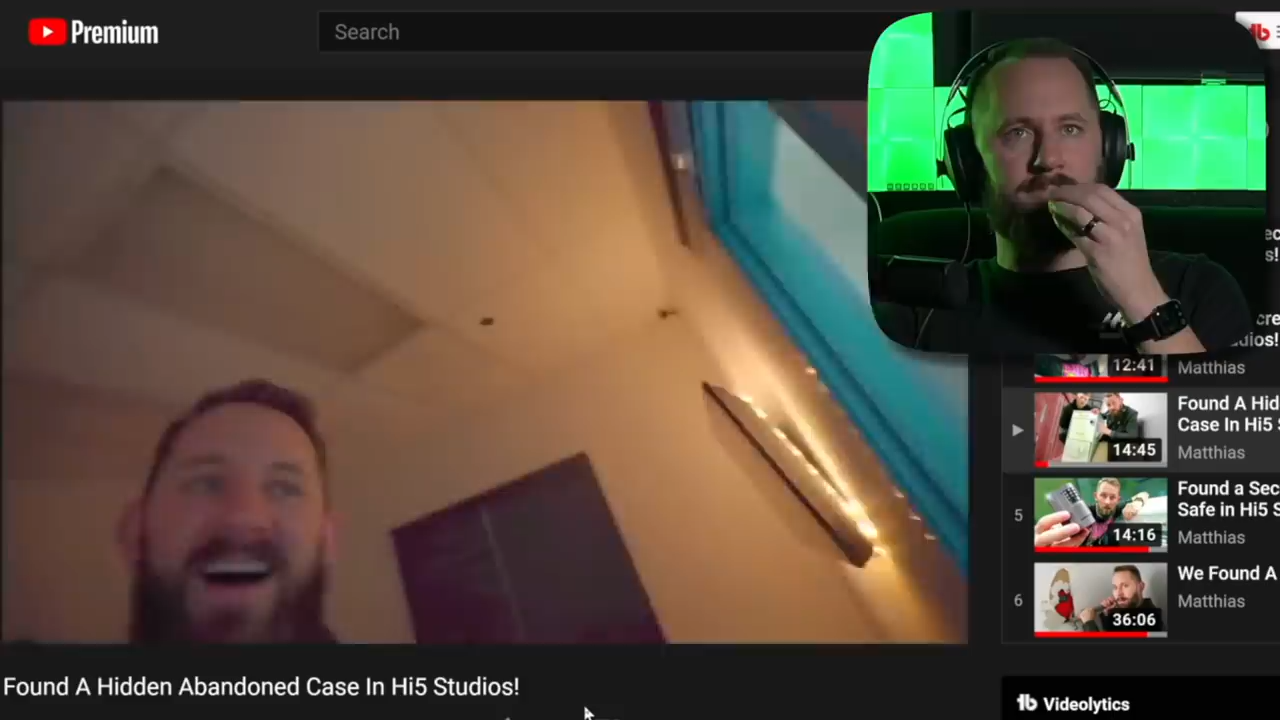 Premium
Search
12:41
Matthias
Found A Hid
Case In Hi5 S
14:45
Matthias
5
Found a Sec
Safe in Hi5 S
14:16
Matthias
6
We Found A
36:06
Matthias
Found A Hidden Abandoned Case In Hi5 Studios!
Videolytics